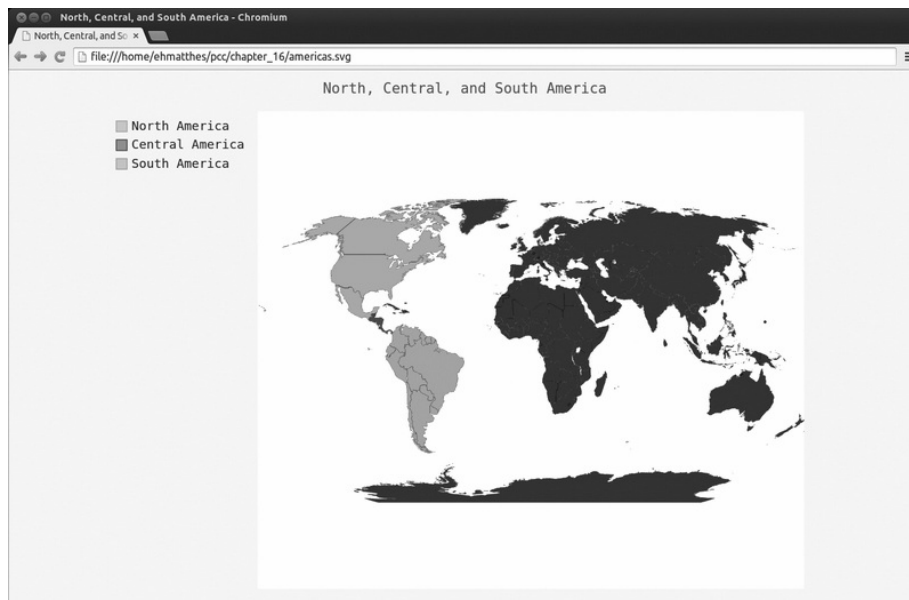 North, Central, and South America - Chromium
North, Central, and So
file:///home/ehmatthes/pcc/chapter_16/americas.svg
North, Central, and South America
North America
Central America
South America